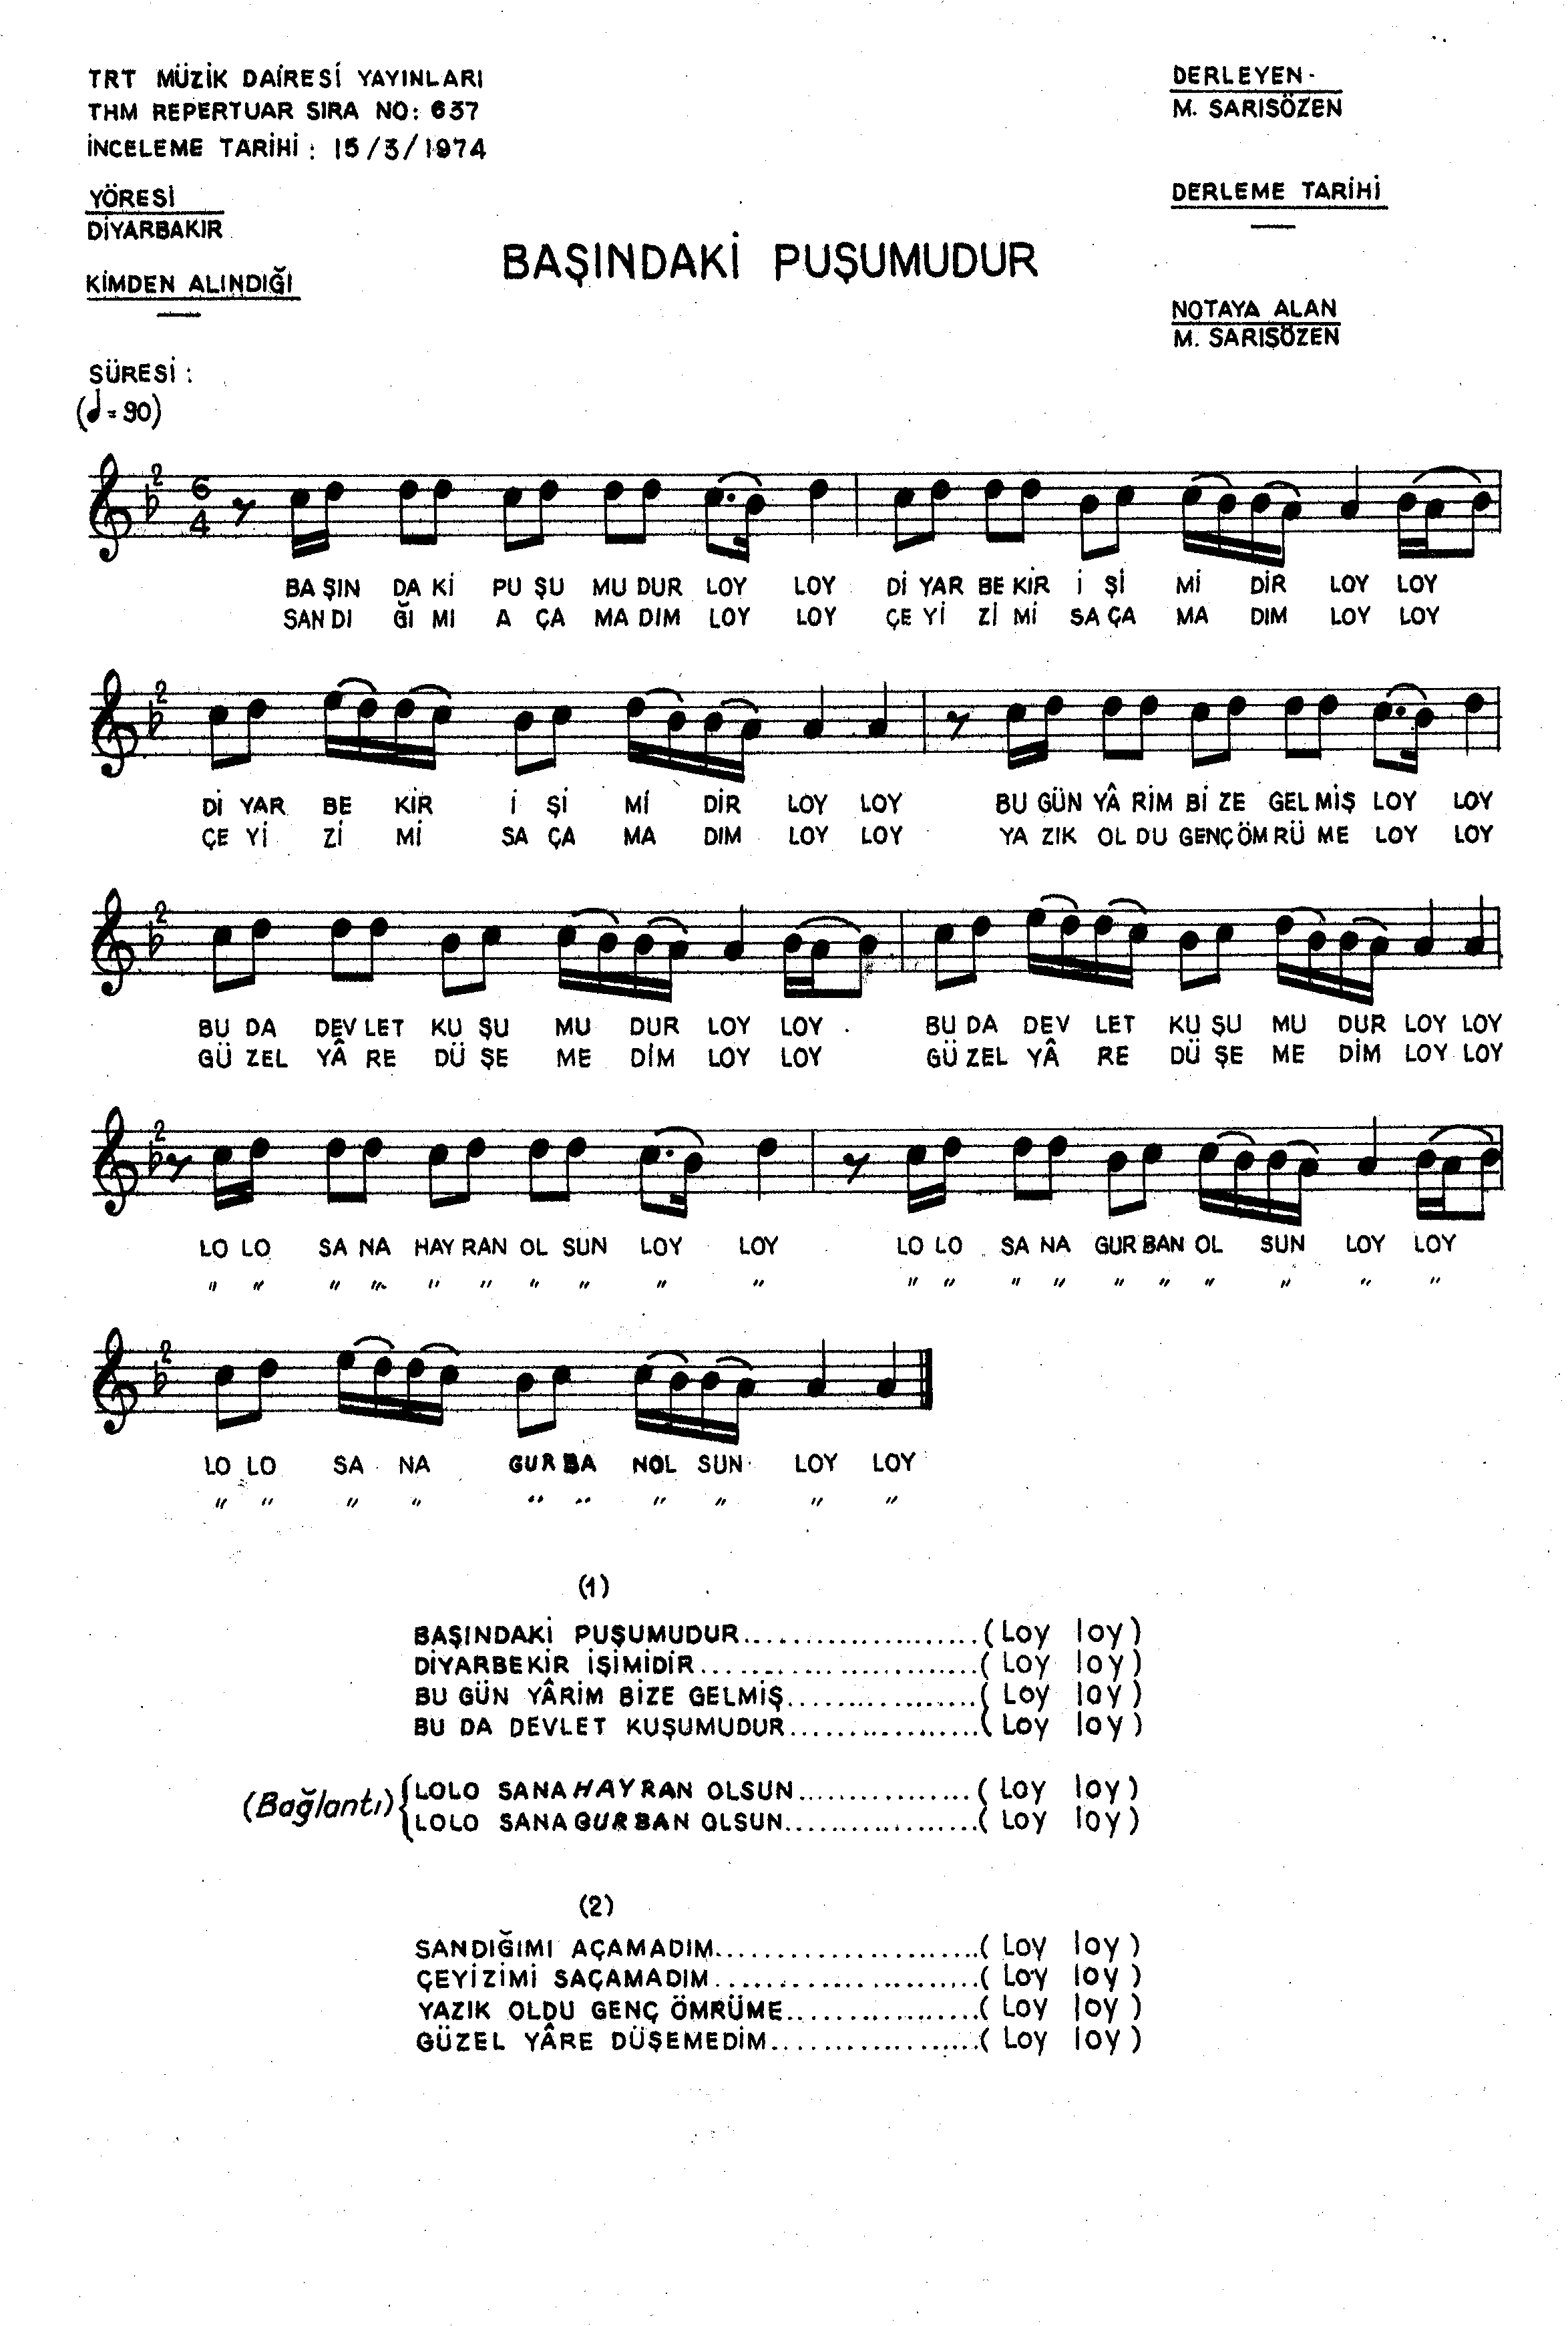 TRT MÜZİK DAİRESİ YAYINLARI
THM REPERTUAR SIRA NO: 637
İNCELEME TARİHİ : 15/3/1974
DERLEYEN
M. SARISÖZEN
YÖRESİ
DİYARBAKIR
DERLEME TARİHİ
BAŞINDAKİ PUŞUMUDUR
KİMDEN ALINDIĞI
NOTAYA ALAN
M. SARISÖZEN
SÜRESİ :
(♩=90)
2
6
4
BA ŞIN DA Kİ PU ŞU MU DUR LOY LOY Dİ YAR BE KİR İ Şİ Mİ DİR LOY LOY
SAN DI Ğİ MI A ÇA MA DIM LOY LOY ÇE Yİ Zİ Mİ SA ÇA MA DIM LOY LOY
2
Dİ YAR BE KİR İ Şİ Mİ DİR LOY LOY BU GÜN YÂ RİM Bİ ZE GEL MİŞ LOY LOY
ÇE Yİ Zİ Mİ SA ÇA MA DIM LOY LOY YA ZIK OL DU GENÇ ÖM RÜ ME LOY LOY
2
BU DA DEV LET KU ŞU MU DUR LOY LOY . BU DA DEV LET KU ŞU MU DUR LOY LOY
GÜ ZEL YÂ RE DÜ ŞE ME DİM LOY LOY GÜ ZEL YÂ RE DÜ ŞE ME DİM LOY LOY
2
LO LO SA NA HAY RAN OL SUN LOY LOY LO LO SA NA GUR BAN OL SUN LOY LOY
" " " " " " " " " " " " " " " " " " " "
2
LO LO SA NA GUR BA NOL SUN LOY LOY
" " " " " " " " " "
(1)
BAŞINDAKİ PUŞUMUDUR......................(Loy loy)
DİYARBEKİR İŞİMİDİR..........................(Loy loy)
BU GÜN YÂRİM BİZE GELMİŞ..................(Loy loy)
BU DA DEVLET KUŞUMUDUR..................(Loy loy)
(Bağlantı) { LOLO SANA HAYRAN OLSUN.................(Loy loy)
LOLO SANA GURBAN OLSUN..................(Loy loy)
(2)
SANDIĞIMI AÇAMADIM........................(Loy loy)
ÇEYİZİMİ SAÇAMADIM........................(Loy loy)
YAZIK OLDU GENÇ ÖMRÜME..................(Loy loy)
GÜZEL YÂRE DÜŞEMEDİM...................(Loy loy)